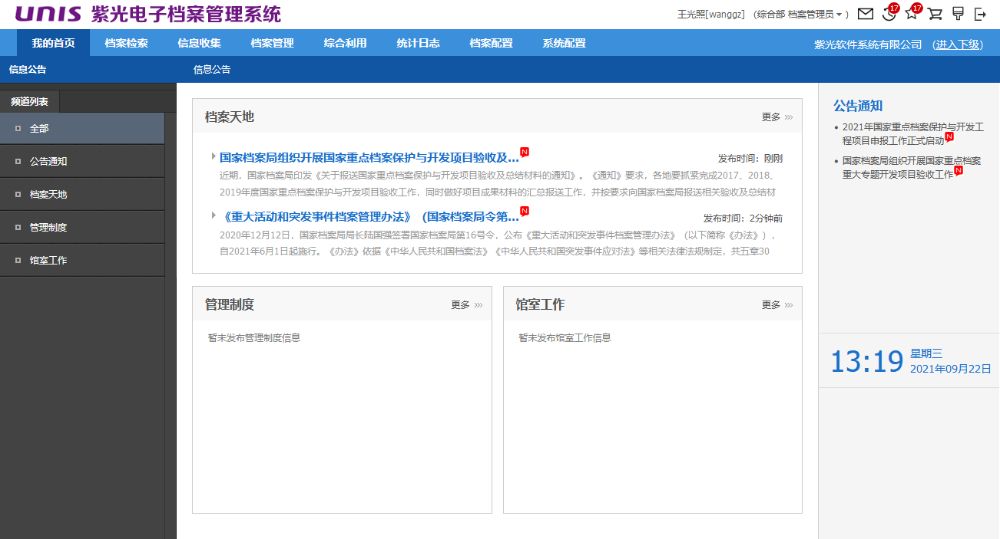 UNIS 紫光电子档案管理系统
王光照[wanggz] (综合部 档案管理员 ) 17 17
我的首页 档案检索 信息收集 档案管理 综合利用 统计日志 档案配置 系统配置 紫光软件系统有限公司 (进入下级)
信息公告 信息公告
频道列表
全部
公告通知
档案天地
管理制度
馆室工作
档案天地 更多
国家档案局组织开展国家重点档案保护与开发项目验收及... N 发布时间：刚刚
近期，国家档案局印发《关于报送国家重点档案保护与开发项目验收及总结材料的通知》。《通知》要求，各地要抓紧完成2017、2018、
2019年度国家重点档案保护与开发项目验收工作，同时做好项目成果材料的汇总报送工作，并按要求向国家档案局报送相关验收及总结材
《重大活动和突发事件档案管理办法》（国家档案局令第... N 发布时间：2分钟前
2020年12月12日，国家档案局局长陆国强签署国家档案局第16号令，公布《重大活动和突发事件档案管理办法》（以下简称《办法》），
自2021年6月1日起施行。《办法》依据《中华人民共和国档案法》《中华人民共和国突发事件应对法》等相关法律法规制定，共五章30
管理制度 更多
暂未发布管理制度信息
馆室工作 更多
暂未发布馆室工作信息
公告通知
2021年国家重点档案保护与开发工
程项目申报工作正式启动 N
国家档案局组织开展国家重点档案
重大专题开发项目验收工作 N
13:19 星期三
2021年09月22日